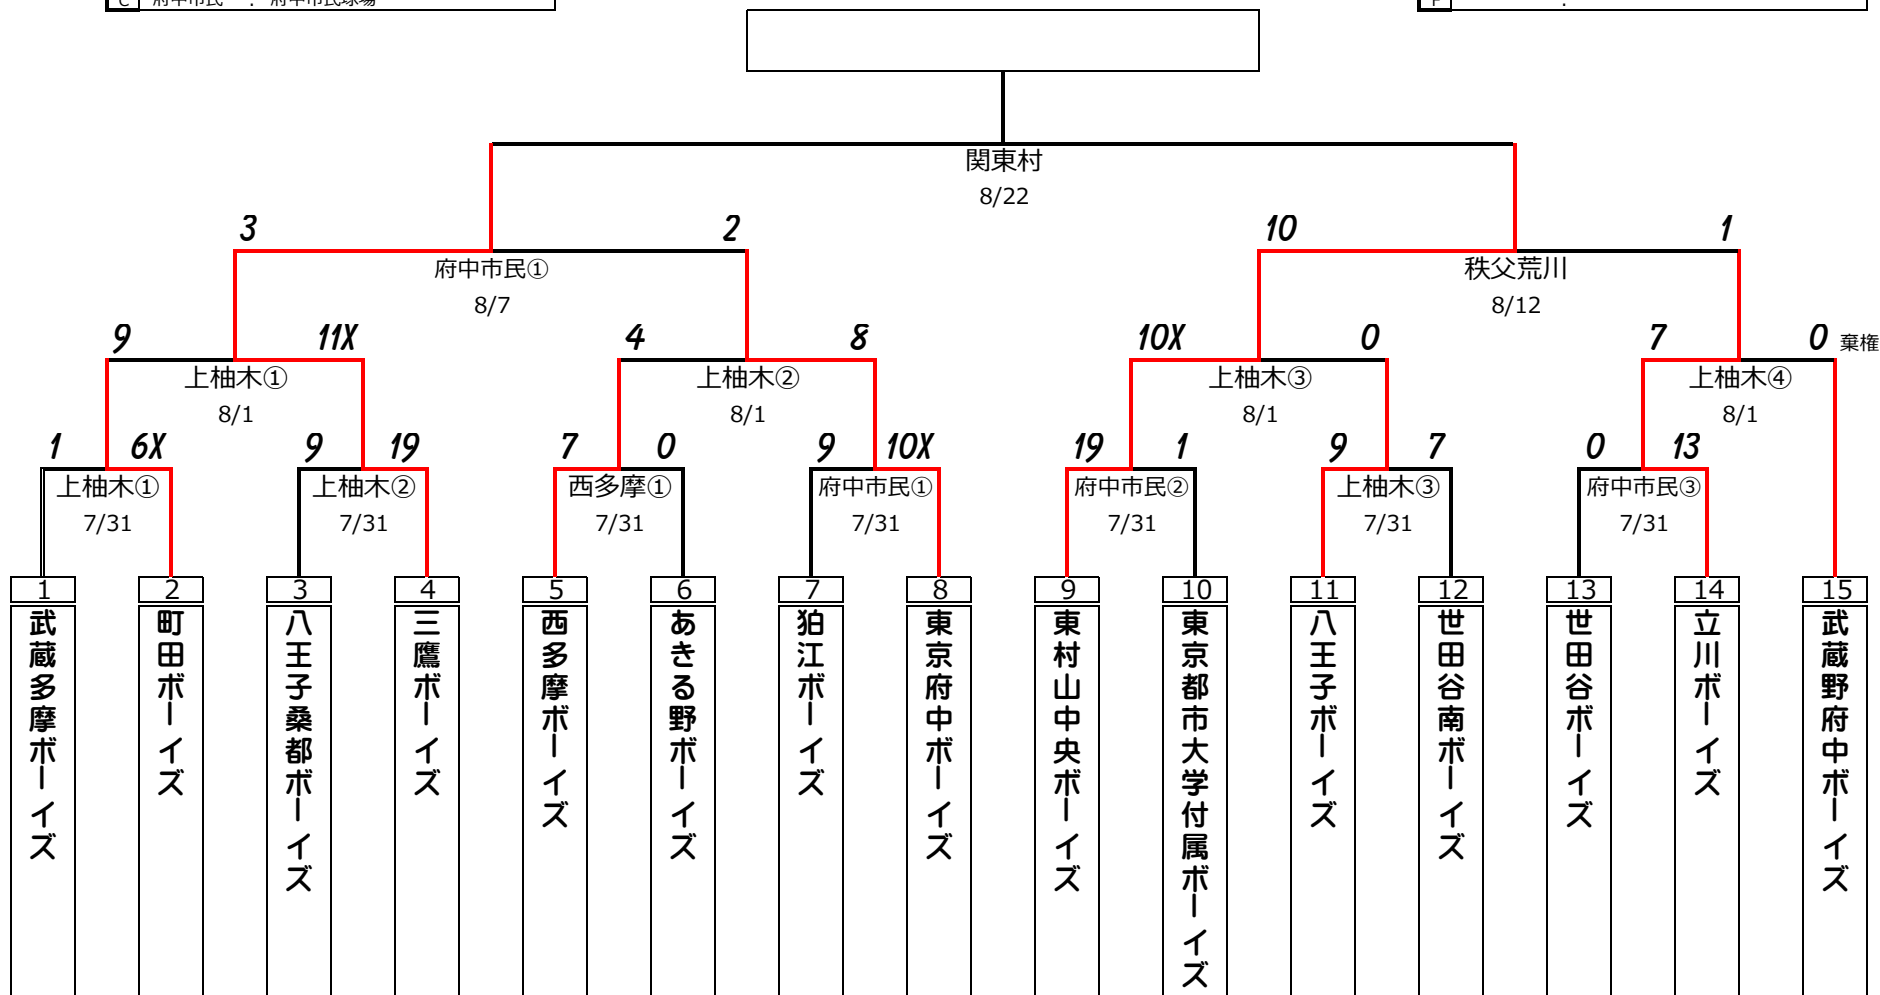 C 府中市民 : 府中市民球場
F :
関東村
8/22
3 2 10 1
府中市民① 秩父荒川
8/7 8/12
9 11X 4 8 10X 0 7 0 棄権
上柚木① 上柚木② 上柚木③ 上柚木④
8/1 8/1 8/1 8/1
1 6X 9 19 7 0 9 10X 19 1 9 7 0 13
上柚木① 上柚木② 西多摩① 府中市民① 府中市民② 上柚木③ 府中市民③
7/31 7/31 7/31 7/31 7/31 7/31 7/31
1 2 3 4 5 6 7 8 9 10 11 12 13 14 15
武蔵多摩ボーイズ
町田ボーイズ
八王子桑都ボーイズ
三鷹ボーイズ
西多摩ボーイズ
あきる野ボーイズ
狛江ボーイズ
東京府中ボーイズ
東村山中央ボーイズ
東京都市大学付属ボーイズ
八王子ボーイズ
世田谷南ボーイズ
世田谷ボーイズ
立川ボーイズ
武蔵野府中ボーイズ